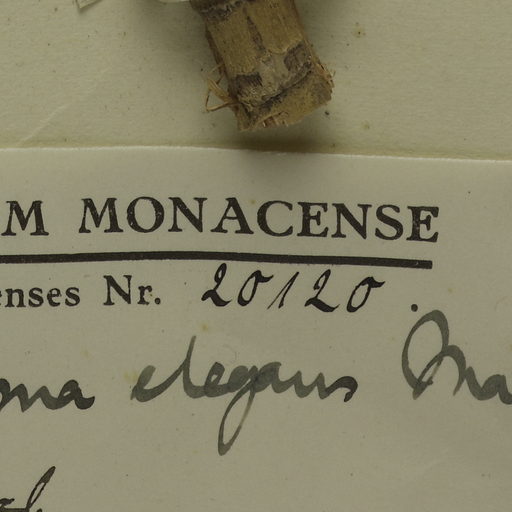 M MONACENSE
enses Nr. 20120.
ma elegans Ma